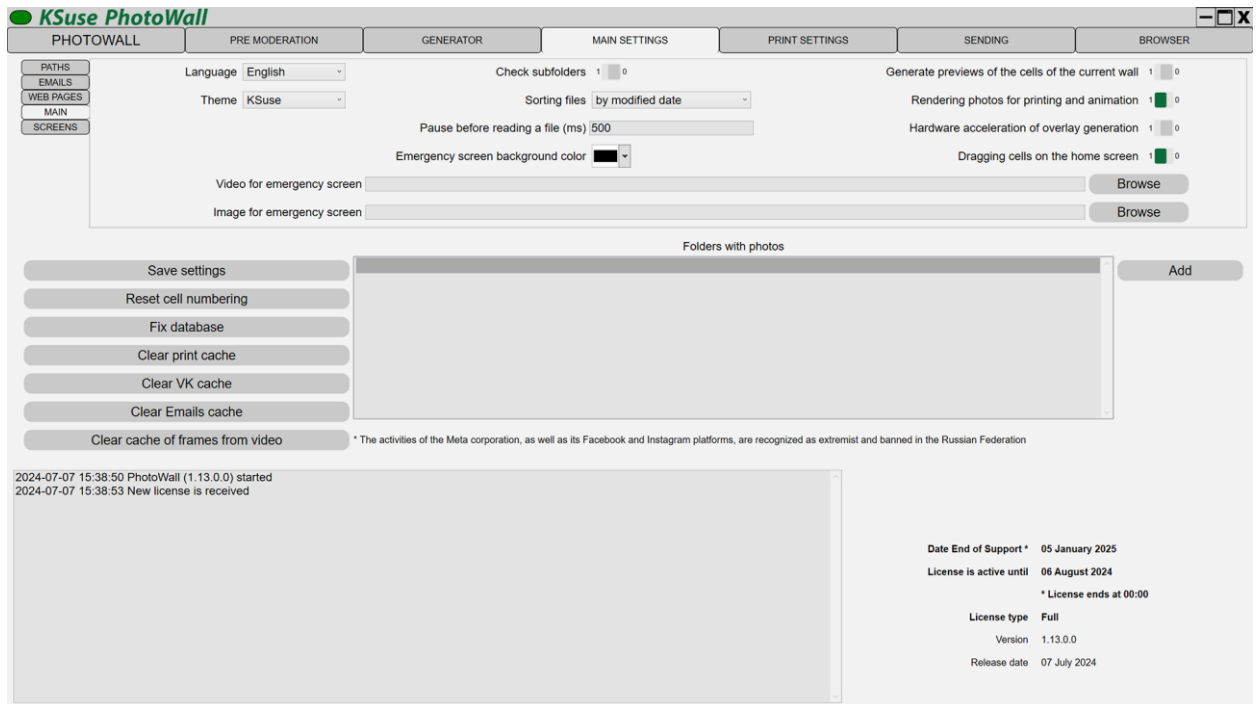 KSuse PhotoWall
PHOTOWALL PRE MODERATION GENERATOR MAIN SETTINGS PRINT SETTINGS SENDING BROWSER
PATHS
EMAILS
WEB PAGES
MAIN
SCREENS
Language English Check subfolders 1 0 Generate previews of the cells of the current wall 1 0
Theme KSuse Sorting files by modified date Rendering photos for printing and animation 1 0
Pause before reading a file (ms) 500 Hardware acceleration of overlay generation 1 0
Emergency screen background color Dragging cells on the home screen 1 0
Video for emergency screen Browse
Image for emergency screen Browse
Folders with photos
Save settings Add
Reset cell numbering
Fix database
Clear print cache
Clear VK cache
Clear Emails cache
Clear cache of frames from video * The activities of the Meta corporation, as well as its Facebook and Instagram platforms, are recognized as extremist and banned in the Russian Federation
2024-07-07 15:38:50 PhotoWall (1.13.0.0) started
2024-07-07 15:38:53 New license is received
Date End of Support * 05 January 2025
License is active until 06 August 2024
* License ends at 00:00
License type Full
Version 1.13.0.0
Release date 07 July 2024